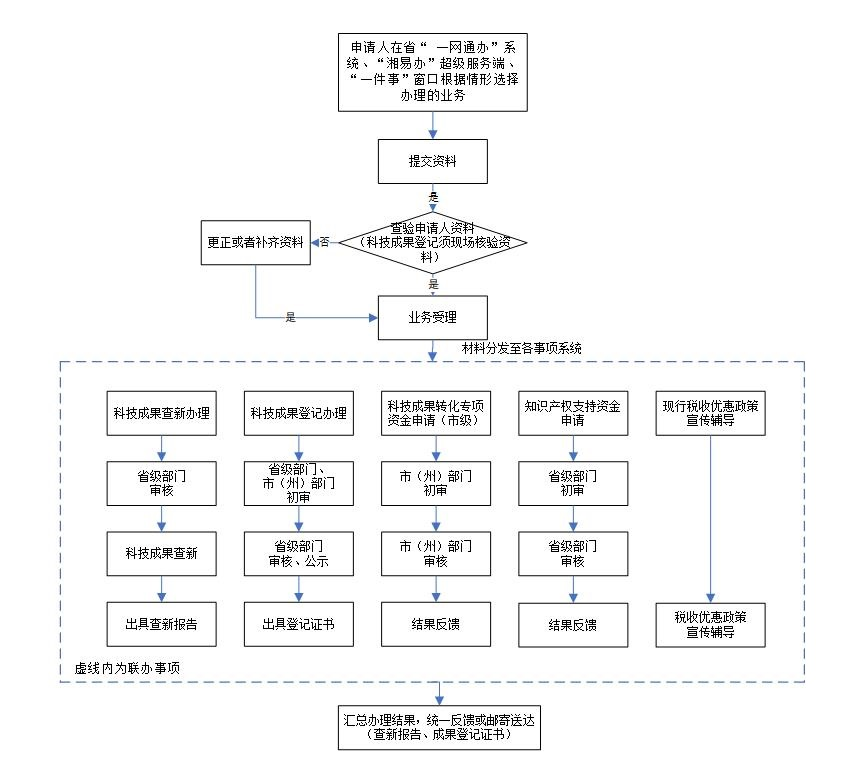 申请人在省“ 一网通办”系
统、“湘易办”超级服务端、
“一件事”窗口根据情形选择
办理的业务
提交资料
是
查验申请人资料
（科技成果登记须现场核验资
料）
否
更正或者补齐资料
是
是
业务受理
材料分发至各事项系统
科技成果查新办理
科技成果登记办理
科技成果转化专项
资金申请（市级）
知识产权支持资金
申请
现行税收优惠政策
宣传辅导
省级部门
审核
省级部门、
市（州）部门
初审
市（州）部门
初审
省级部门
初审
科技成果查新
省级部门
审核、公示
市（州）部门
审核
省级部门
审核
出具查新报告
出具登记证书
结果反馈
结果反馈
税收优惠政策
宣传辅导
虚线内为联办事项
汇总办理结果，统一反馈或邮寄送达
（查新报告、成果登记证书）